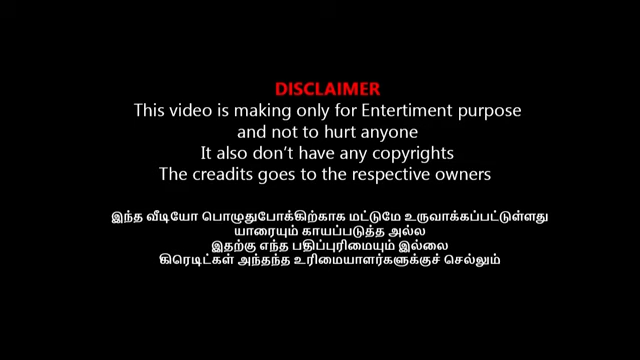 DISCLAIMER
This video is making only for Entertiment purpose
and not to hurt anyone
It also don’t have any copyrights
The creadits goes to the respective owners
இந்த வீடியோ பொழுதுபோக்கிற்காக மட்டுமே உருவாக்கப்பட்டுள்ளது
யாரையும் காயப்படுத்த அல்ல
இதற்கு எந்த பதிப்புரிமையும் இல்லை
கிரெடிட்கள் அந்தந்த உரிமையாளர்களுக்குச் செல்லும்